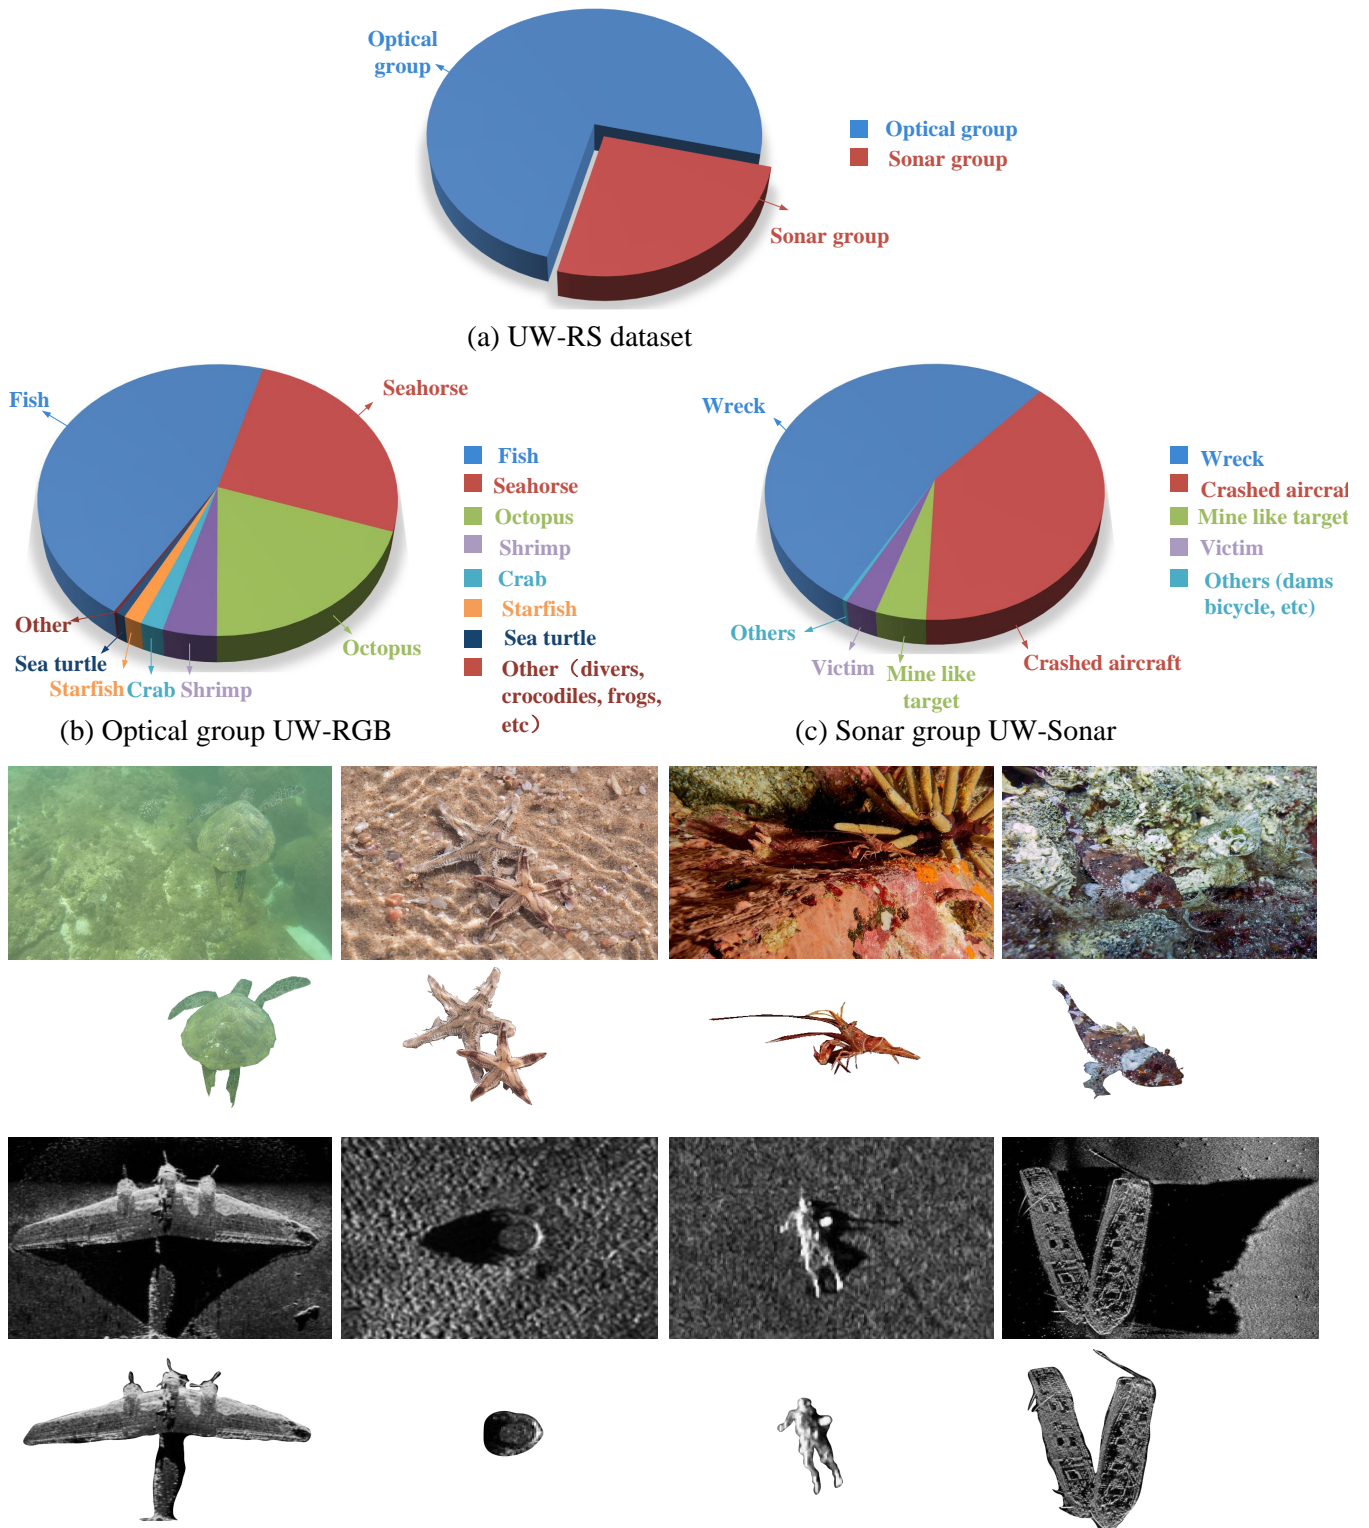 Optical
group
Optical group
Sonar group
Sonar group
(a) UW-RS dataset
Fish
Seahorse
Fish
Seahorse
Octopus
Shrimp
Crab
Starfish
Sea turtle
Other（divers,
crocodiles, frogs,
etc）
Other
Sea turtle
Starfish
Crab
Shrimp
Octopus
(b) Optical group UW-RGB
Wreck
Wreck
Crashed aircraf
Mine like target
Victim
Others (dams
bicycle, etc)
Others
Victim
Mine like
target
Crashed aircraft
(c) Sonar group UW-Sonar